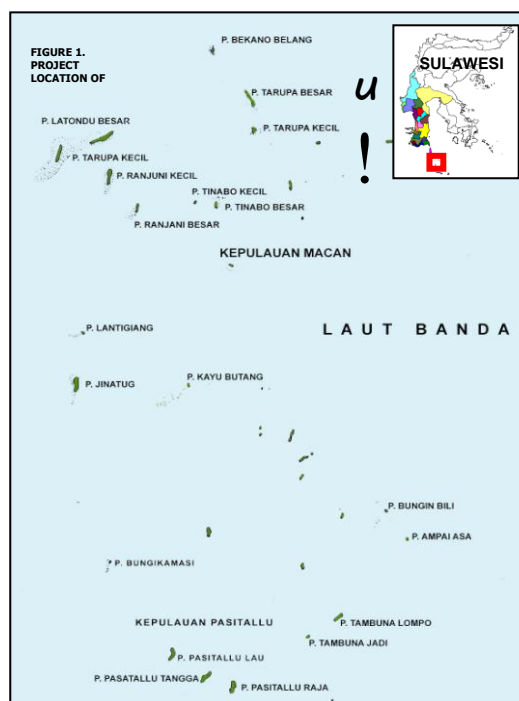 FIGURE 1.
PROJECT
LOCATION OF
P. BEKANO BELANG
SULAWESI
u
!
P. TARUPA BESAR
P. LATONDU BESAR
P. TARUPA KECIL
P. TARUPA KECIL
P. RANJUNI KECIL
P. TINABO KECIL
P. TINABO BESAR
P. RANJANI BESAR
KEPULAUAN MACAN
P. LANTIGIANG
LAUT BANDA
P. KAYU BUTANG
P. JINATUG
P. BUNGIN BILI
P. AMPAI ASA
P. BUNGIKAMASI
KEPULAUAN PASITALLU
P. TAMBUNA LOMPO
P. TAMBUNA JADI
P. PASITALLU LAU
P. PASATALLU TANGGA
P. PASITALLU RAJA